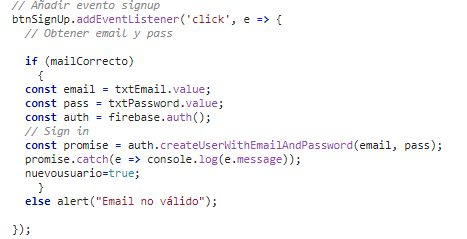 // Añadir evento signup
btnSignUp.addEventListener('click', e => {
// Obtener email y pass
if (mailCorrecto)
{
const email = txtEmail.value;
const pass = txtPassword.value;
const auth = firebase.auth();
// Sign in
const promise = auth.createUserWithEmailAndPassword(email, pass);
promise.catch(e => console.log(e.message));
nuevousuario=true;
}
else alert("Email no válido");
});